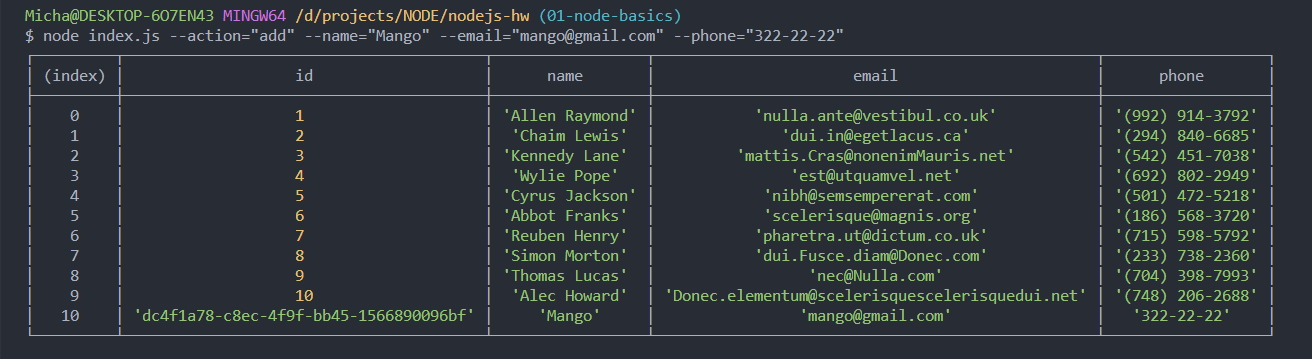 Micha@DESKTOP-6O7EN43 MINGW64 /d/projects/NODE/nodejs-hw (01-node-basics)
$ node index.js --action="add" --name="Mango" --email="mango@gmail.com" --phone="322-22-22"
(index) id name email phone
0 1 'Allen Raymond' 'nulla.ante@vestibul.co.uk' '(992) 914-3792'
1 2 'Chaim Lewis' 'dui.in@egetlacus.ca' '(294) 840-6685'
2 3 'Kennedy Lane' 'mattis.Cras@nonenimMauris.net' '(542) 451-7038'
3 4 'Wylie Pope' 'est@utquamvel.net' '(692) 802-2949'
4 5 'Cyrus Jackson' 'nibh@semsempererat.com' '(501) 472-5218'
5 6 'Abbot Franks' 'scelerisque@magnis.org' '(186) 568-3720'
6 7 'Reuben Henry' 'pharetra.ut@dictum.co.uk' '(715) 598-5792'
7 8 'Simon Morton' 'dui.Fusce.diam@Donec.com' '(233) 738-2360'
8 9 'Thomas Lucas' 'nec@Nulla.com' '(704) 398-7993'
9 10 'Alec Howard' 'Donec.elementum@scelerisquescelerisquedui.net' '(748) 206-2688'
10 'dc4f1a78-c8ec-4f9f-bb45-1566890096bf' 'Mango' 'mango@gmail.com' '322-22-22'